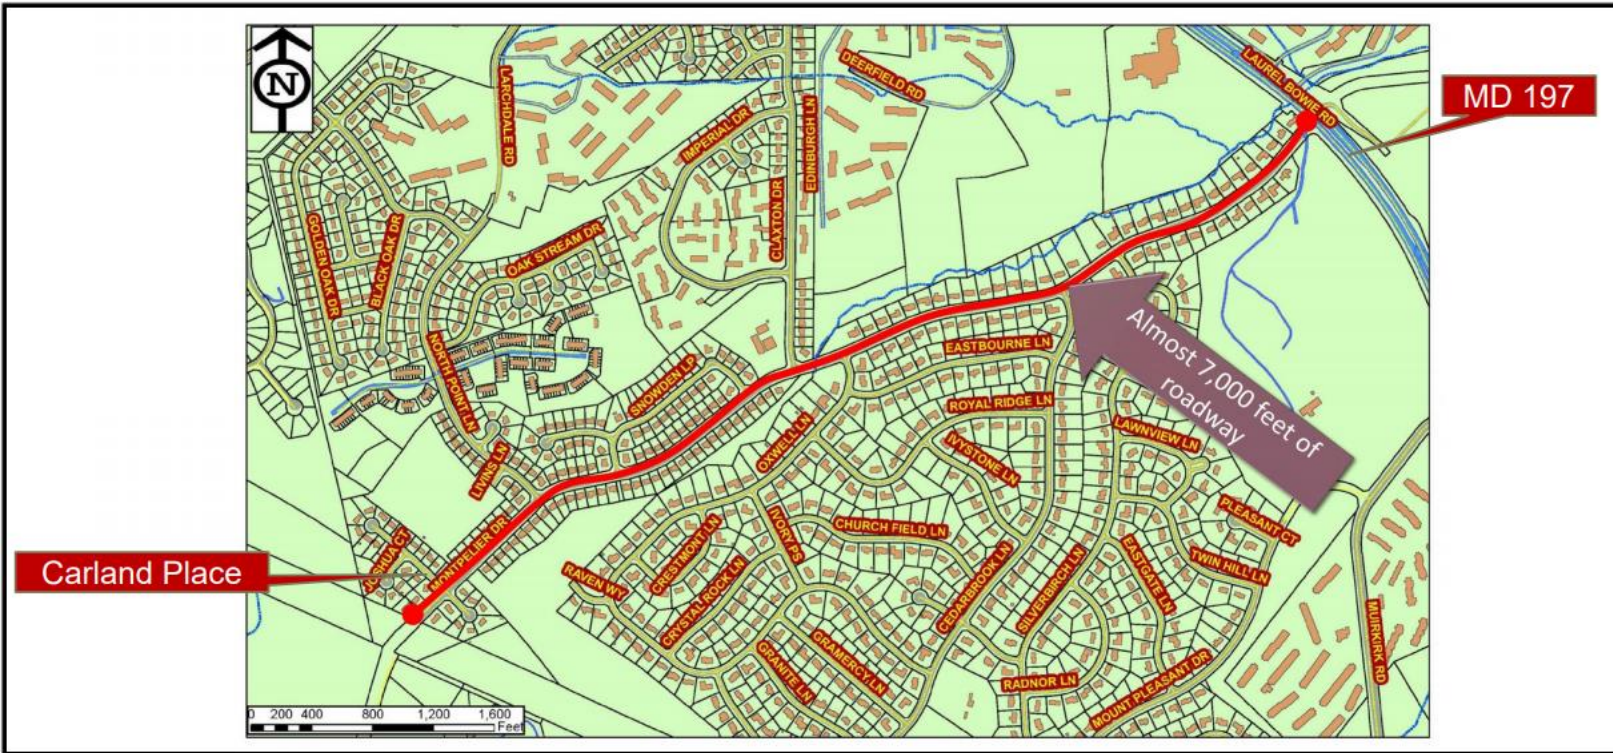 N
LARCHDALE RD
DEERFIELD RD
LAUREL BOWIE RD
MD 197
IMPERIAL DR
EDINBURGH LN
CLAXTON DR
GOLDEN OAK DR
BLACK OAK DR
OAK STREAM DR
NORTH POINT LN
SNOWDEN LP
EASTBOURNE LN
Almost 7,000 feet of
roadway
ROYAL RIDGE LN
OXWELL LN
IVYSTONE LN
LAWNVIEW LN
LIVINS LN
MONTPELIER DR
JOSHUA CT
Carland Place
RAVEN WY
CRESTMONT LN
CRYSTAL ROCK LN
IVORY PS
CHURCH FIELD LN
CEDARBROOK LN
SILVERBIRCH LN
EASTGATE LN
PLEASANT CT
TWIN HILL LN
GRANITE LN
GRAMERCY LN
RADNOR LN
MOUNT PLEASANT DR
MUIRKIRK RD
0 200 400 800 1,200 1,600
Feet